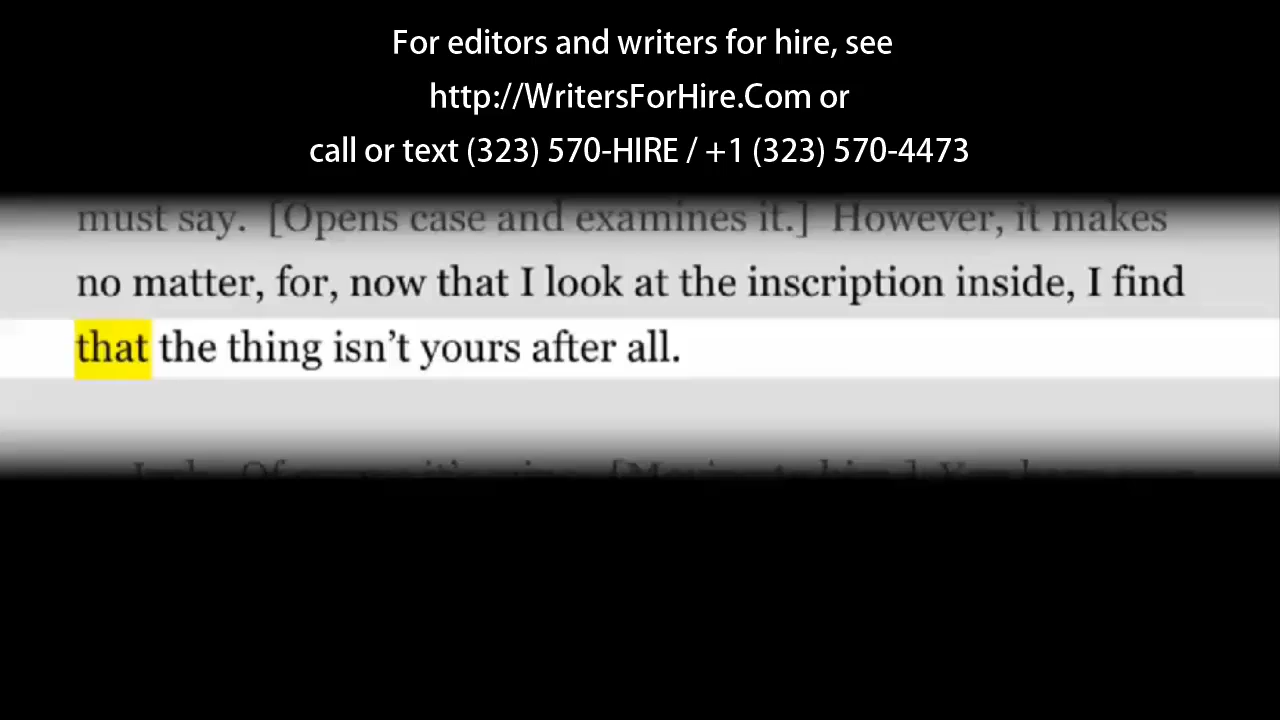 For editors and writers for hire, see
http://WritersForHire.Com or
call or text (323) 570-HIRE / +1 (323) 570-4473
must say. [Opens case and examines it.] However, it makes
no matter, for, now that I look at the inscription inside, I find
that the thing isn't yours after all.